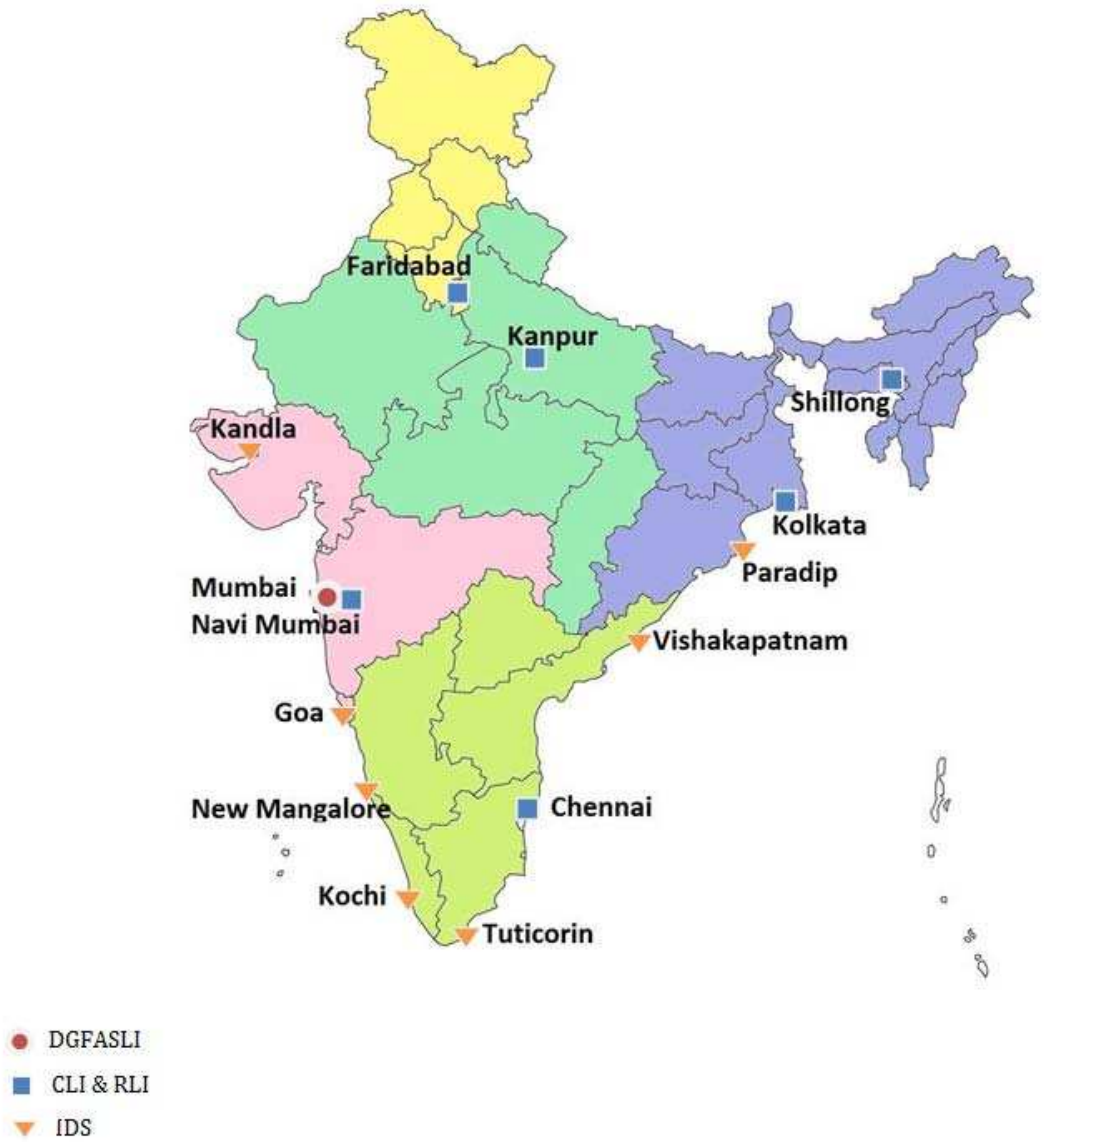 Faridabad
Kanpur
Shillong
Kandla
Kolkata
Paradip
Mumbai
Navi Mumbai
Vishakapatnam
Goa
New Mangalore
Chennai
Kochi
Tuticorin
DGFASLI
CLI & RLI
IDS